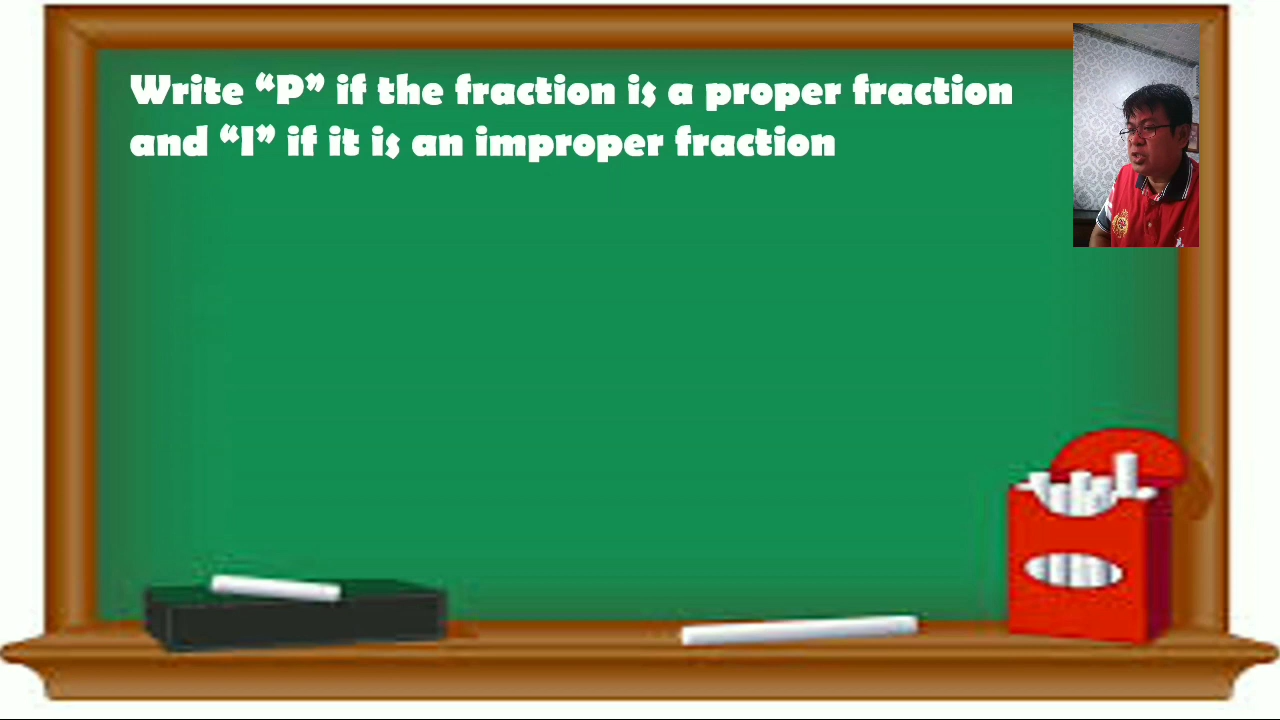 Write “P” if the fraction is a proper fraction
and “I” if it is an improper fraction